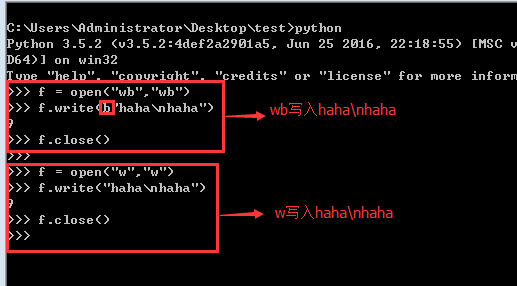 C:\Users\Administrator\Desktop\test>python
Python 3.5.2 (v3.5.2:4def2a2901a5, Jun 25 2016, 22:18:55) [MSC v
D64)] on win32
Type "help", "copyright", "credits" or "license" for more inform
>>> f = open("wb","wb")
>>> f.write(b"haha\nhaha")
9
>>> f.close()
>>>
>>> f = open("w","w")
>>> f.write("haha\nhaha")
9
>>> f.close()
>>>
wb写入haha\nhaha
w写入haha\nhaha